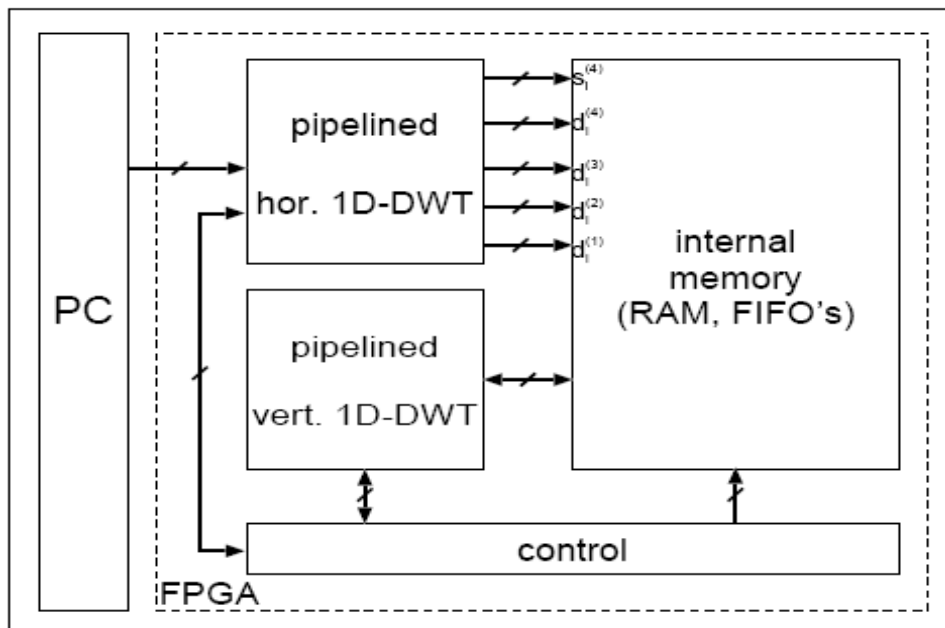 PC
pipelined
hor. 1D-DWT
s_l^(4)
d_l^(4)
d_l^(3)
d_l^(2)
d_l^(1)
internal
memory
(RAM, FIFO's)
pipelined
vert. 1D-DWT
control
FPGA